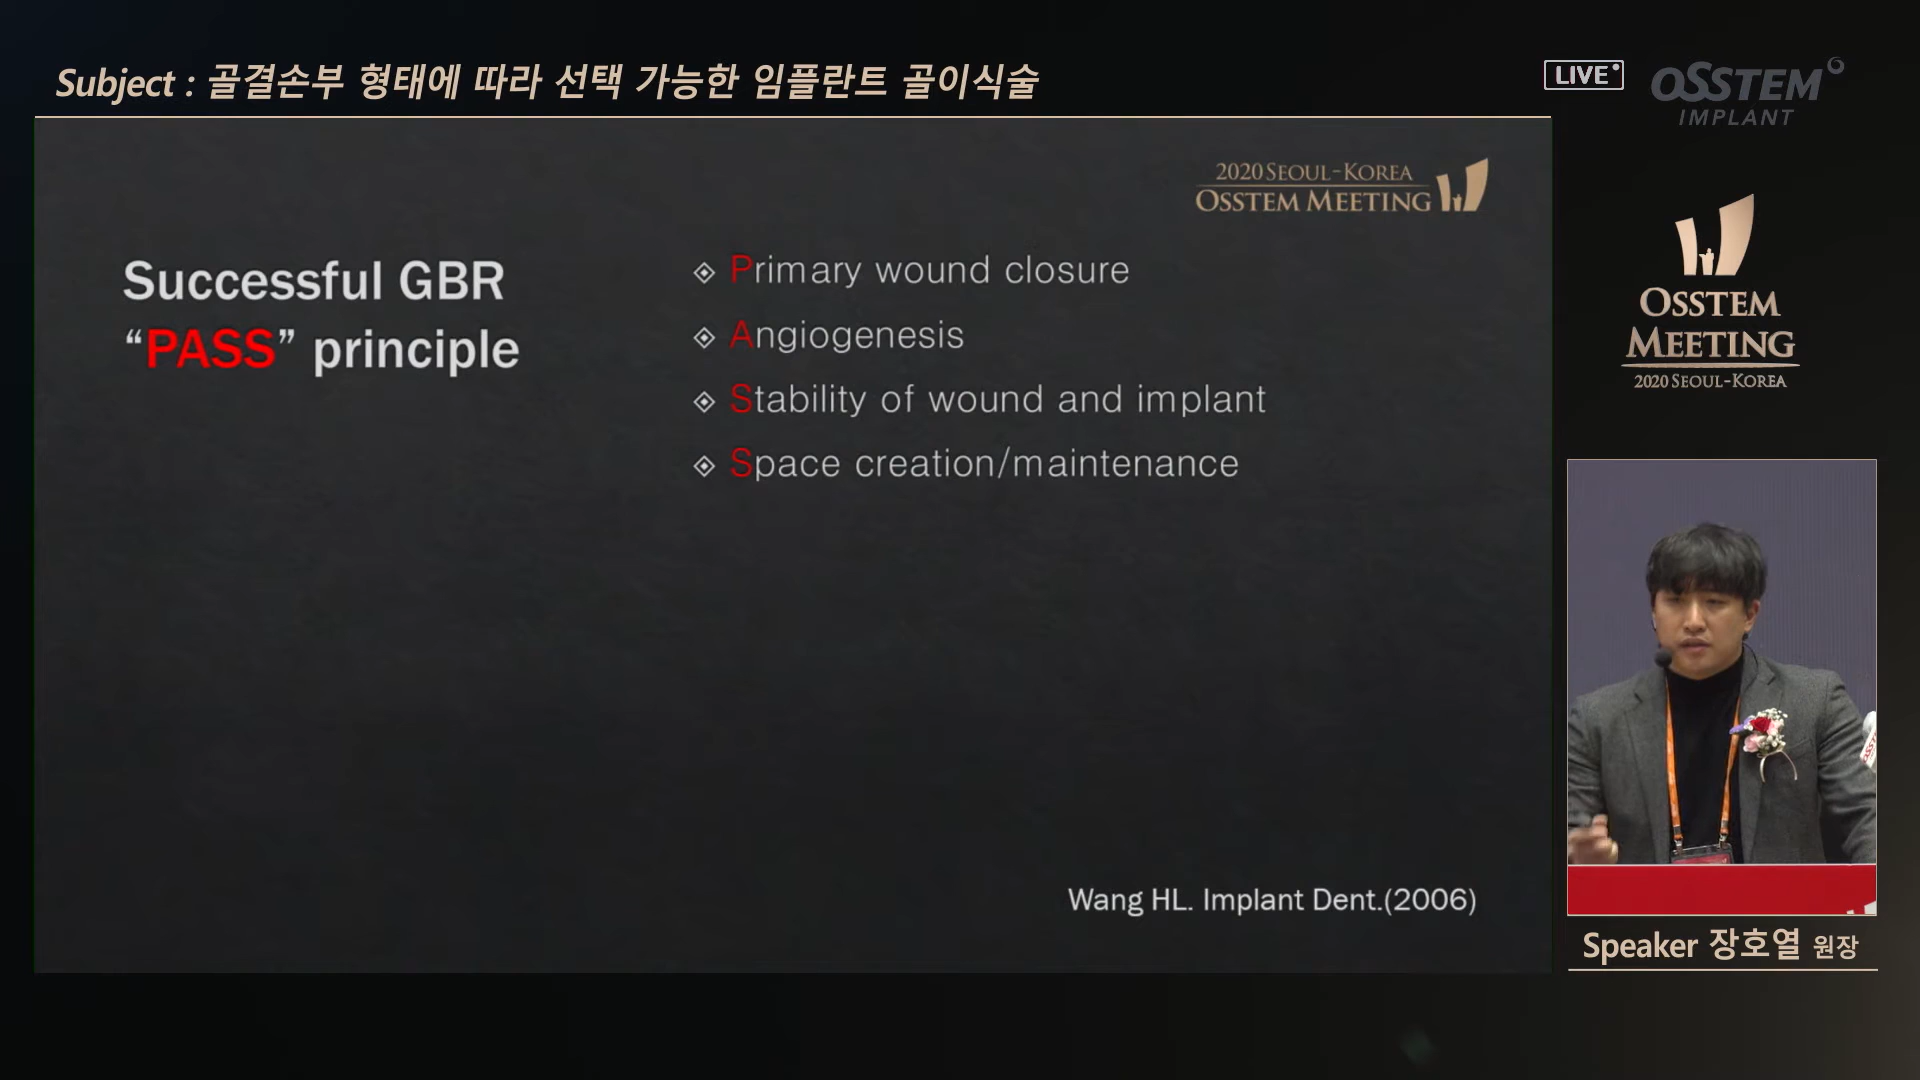 Subject : 골결손부 형태에 따라 선택 가능한 임플란트 골이식술
LIVE
OSSTEM
IMPLANT
2020 SEOUL-KOREA
OSSTEM MEETING
Successful GBR
“PASS” principle
Primary wound closure
Angiogenesis
Stability of wound and implant
Space creation/maintenance
Wang HL. Implant Dent.(2006)
OSSTEM
MEETING
2020 SEOUL-KOREA
Speaker 장호열 원장